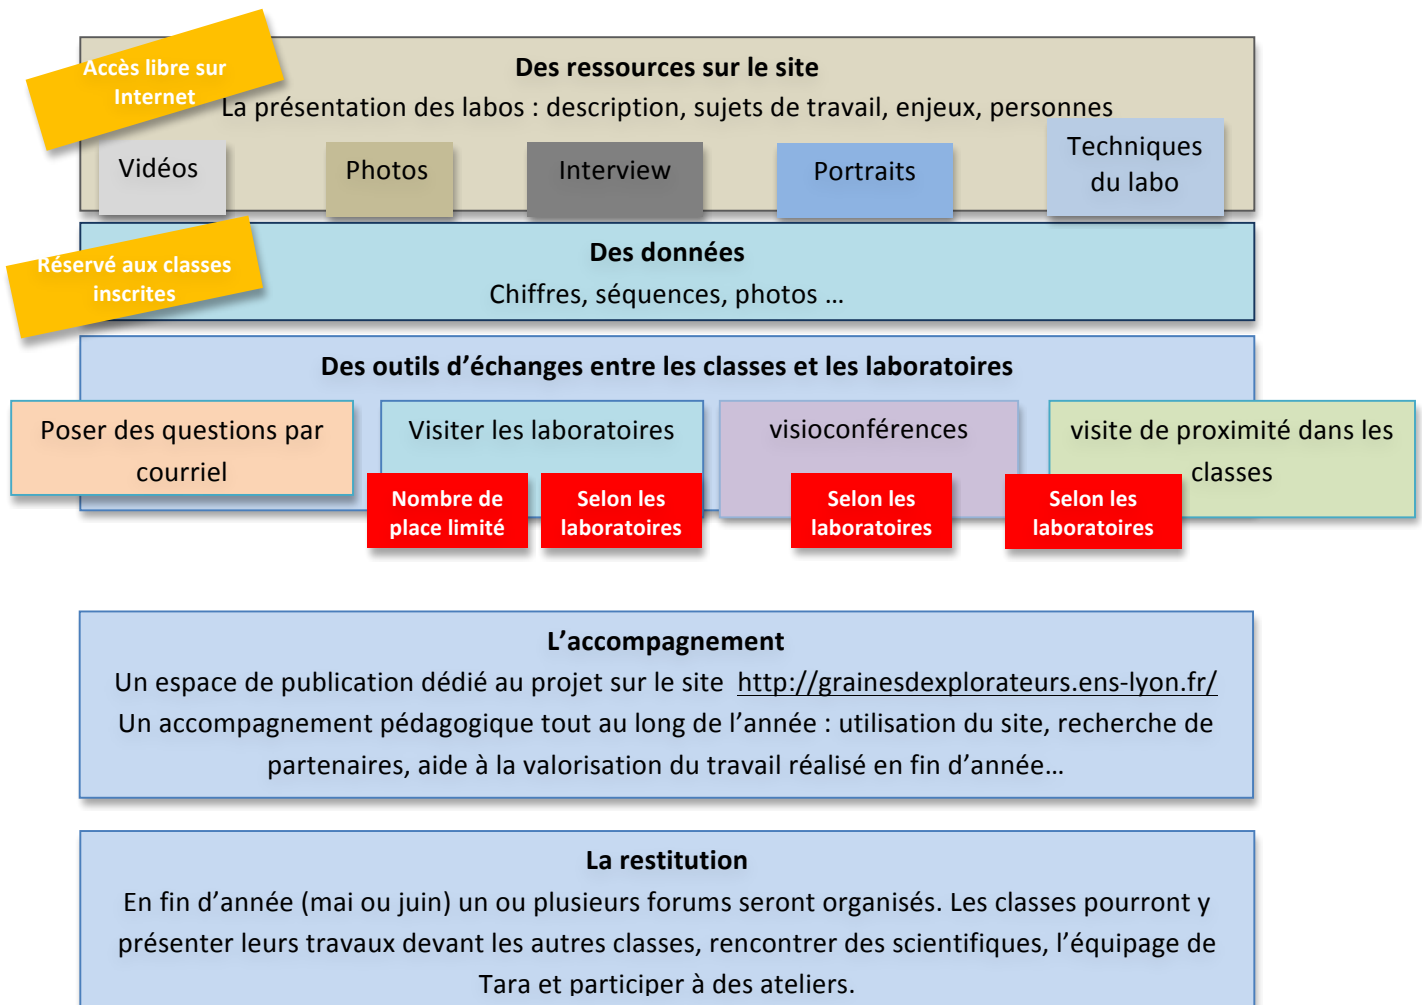 Accès libre sur
Internet
Des ressources sur le site
La présentation des labos : description, sujets de travail, enjeux, personnes
Vidéos
Photos
Interview
Portraits
Techniques
du labo
Réservé aux classes
inscrites
Des données
Chiffres, séquences, photos ...
Des outils d’échanges entre les classes et les laboratoires
Poser des questions par
courriel
Visiter les laboratoires
Nombre de
place limité
Selon les
laboratoires
visioconférences
Selon les
laboratoires
visite de proximité dans les
classes
Selon les
laboratoires
L’accompagnement
Un espace de publication dédié au projet sur le site http://grainesdexplorateurs.ens-lyon.fr/
Un accompagnement pédagogique tout au long de l’année : utilisation du site, recherche de
partenaires, aide à la valorisation du travail réalisé en fin d’année...
La restitution
En fin d’année (mai ou juin) un ou plusieurs forums seront organisés. Les classes pourront y
présenter leurs travaux devant les autres classes, rencontrer des scientifiques, l’équipage de
Tara et participer à des ateliers.